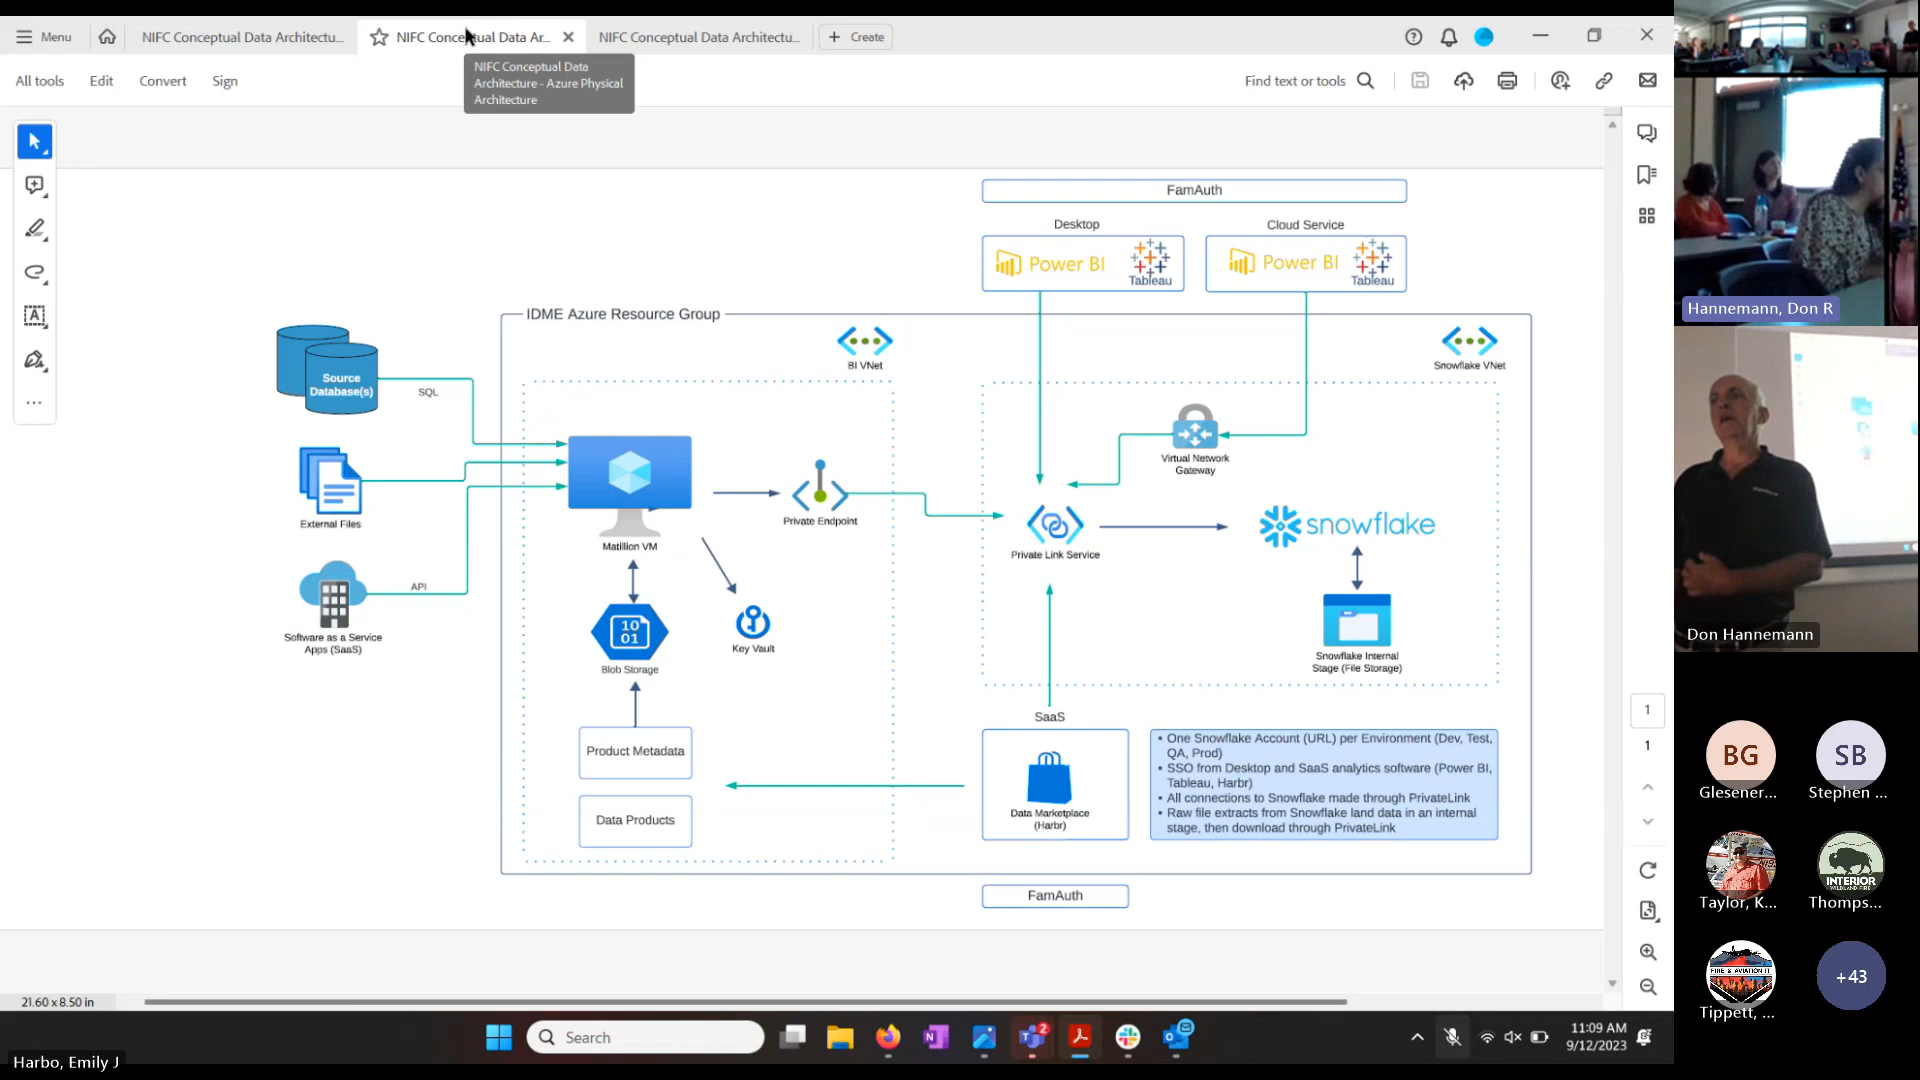 Menu
NIFC Conceptual Data Architectu...
NIFC Conceptual Data Ar...
NIFC Conceptual Data Architectu...
Create
NIFC Conceptual Data
Architecture - Azure Physical
Architecture
All tools
Edit
Convert
Sign
Find text or tools
FamAuth
Desktop
Cloud Service
Power BI
Tableau
Power BI
Tableau
IDME Azure Resource Group
BI VNet
Snowflake VNet
Source
Database(s)
SQL
External Files
API
Software as a Service
Apps (SaaS)
Matillion VM
Private Endpoint
10
01
Blob Storage
Key Vault
Product Metadata
Data Products
Virtual Network
Gateway
Private Link Service
snowflake
Snowflake Internal
Stage (File Storage)
SaaS
Data Marketplace
(Harbr)
• One Snowflake Account (URL) per Environment (Dev, Test,
QA, Prod)
• SSO from Desktop and SaaS analytics software (Power BI,
Tableau, Harbr)
• All connections to Snowflake made through PrivateLink
• Raw file extracts from Snowflake land data in an internal
stage, then download through PrivateLink
FamAuth
1
1
21.60 x 8.50 in
Search
2
11:09 AM
9/12/2023
Harbo, Emily J
Hannemann, Don R
Don Hannemann
BG
Glesener...
SB
Stephen ...
Taylor, K...
INTERIOR
WILDLAND FIRE
Thomps...
FIRE & AVIATION IT
Tippett, ...
+43